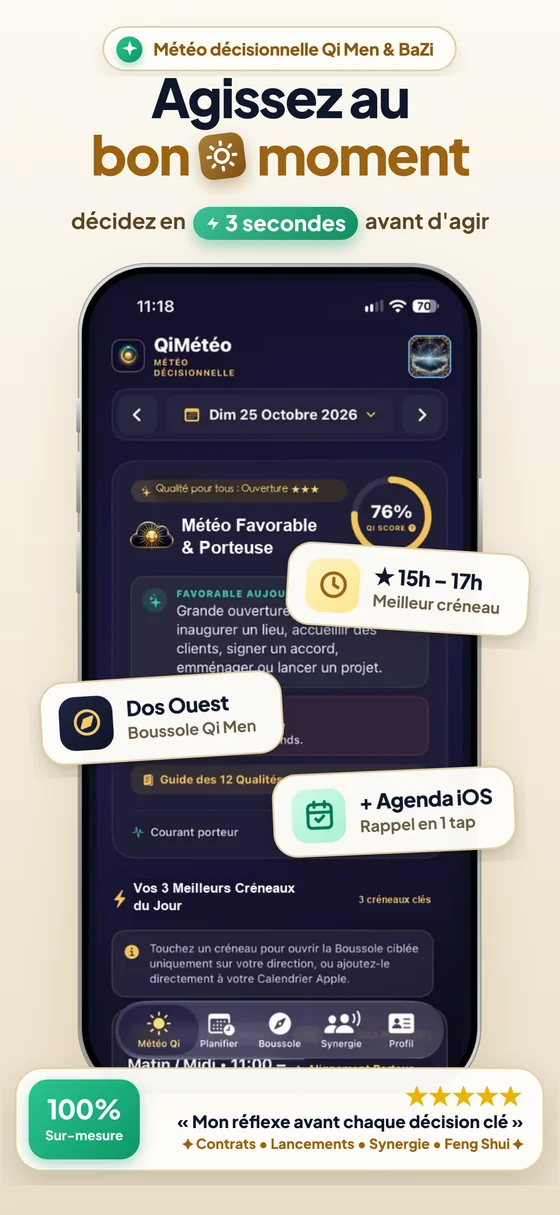 Météo décisionnelle Qi Men & BaZi
Agissez au
bon moment
décidez en 3 secondes avant d'agir
11:18
70
QiMétéo
MÉTÉO
DÉCISIONNELLE
Dim 25 Octobre 2026
Qualité pour tous : Ouverture ★★★
76%
QI SCORE
Météo Favorable
& Porteuse
★ 15h – 17h
Meilleur créneau
FAVORABLE AUJOU
Grande ouverture
inaugurer un lieu, accueillir des
clients, signer un accord,
emménager ou lancer un projet.
Dos Ouest
Boussole Qi Men
nds.
Guide des 12 Qualités
+ Agenda iOS
Rappel en 1 tap
Courant porteur
Vos 3 Meilleurs Créneaux
du Jour
3 créneaux clés
Touchez un créneau pour ouvrir la Boussole ciblée
uniquement sur votre direction, ou ajoutez-le
directement à votre Calendrier Apple.
Météo Qi
Planifier
Boussole
Synergie
Profil
Matin / Midi • 11:00 –
100%
Sur-mesure
★★★★★
« Mon réflexe avant chaque décision clé »
✦ Contrats • Lancements • Synergie • Feng Shui ✦